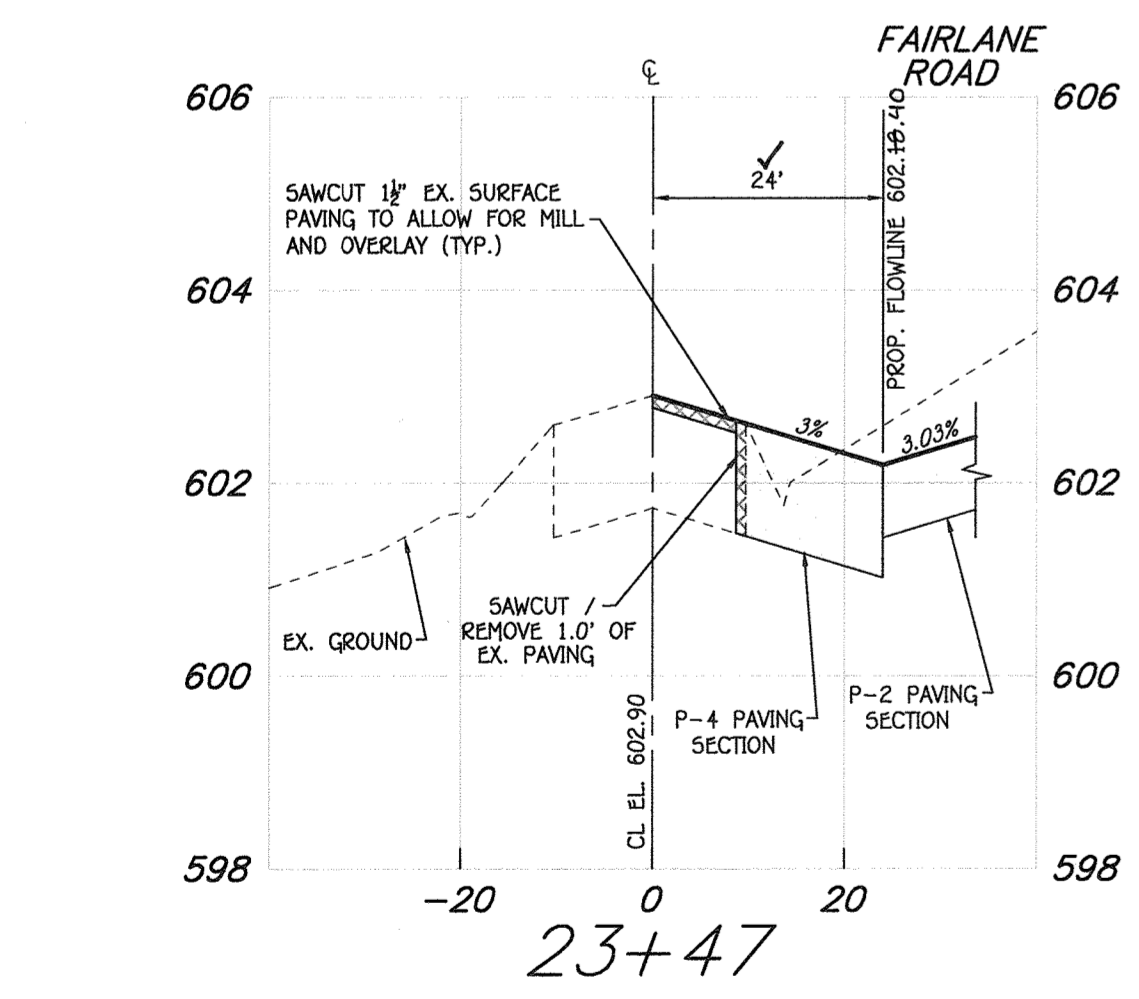 FAIRLANE
ROAD
℄
606
606
✓
24'
PROP. FLOWLINE 602.18.40
SAWCUT 1½" EX. SURFACE
PAVING TO ALLOW FOR MILL
AND OVERLAY (TYP.)
604
604
3%
3.03%
602
602
SAWCUT /
REMOVE 1.0' OF
EX. PAVING
EX. GROUND
600
600
P-4 PAVING
SECTION
P-2 PAVING
SECTION
CL EL. 602.90
598
598
-20
0
20
23+47